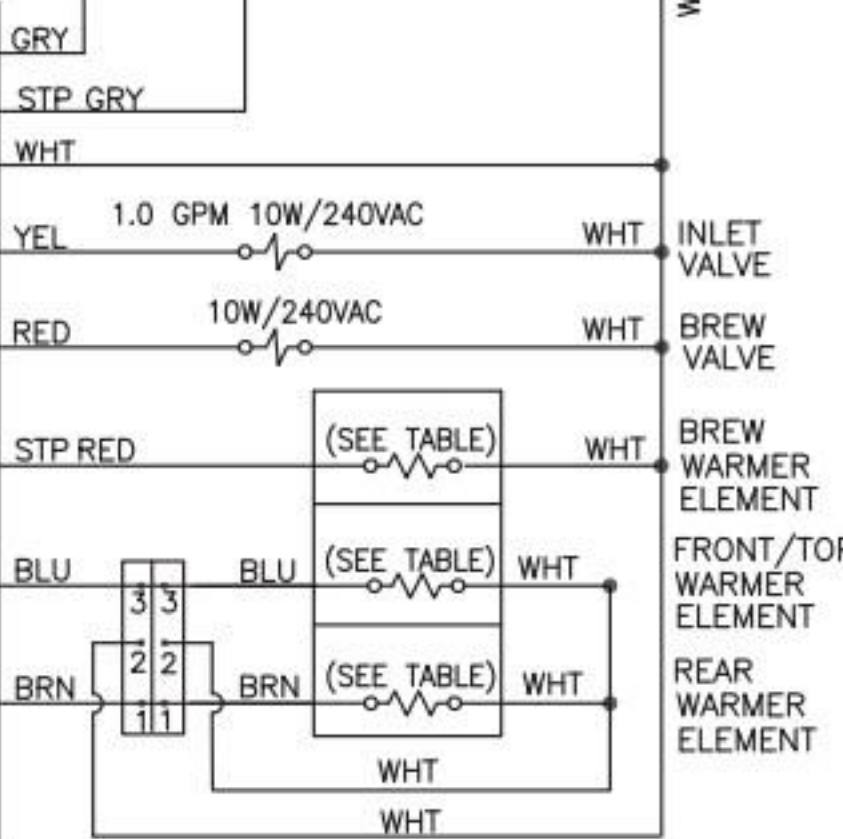 W
GRY
STP GRY
WHT
1.0 GPM 10W/240VAC
YEL
WHT
INLET
VALVE
10W/240VAC
RED
WHT
BREW
VALVE
STP RED
(SEE TABLE)
WHT
BREW
WARMER
ELEMENT
BLU
BLU
(SEE TABLE)
WHT
FRONT/TOP
WARMER
ELEMENT
3 3
2 2
BRN
BRN
(SEE TABLE)
WHT
REAR
WARMER
ELEMENT
1 1
WHT
WHT